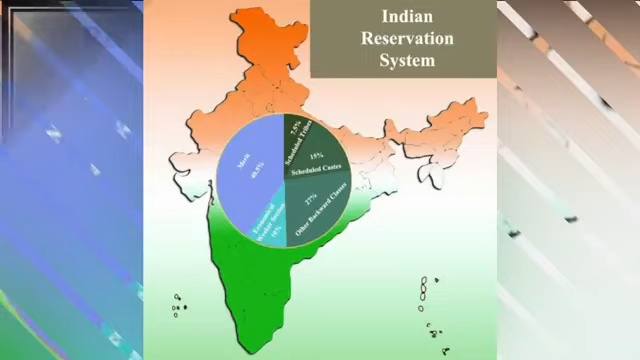 Indian
Reservation
System
7.5%
Scheduled Tribes
15%
Scheduled Castes
27%
Other Backward Classes
Economical
Weaker Section
10%
Merit
40.5%